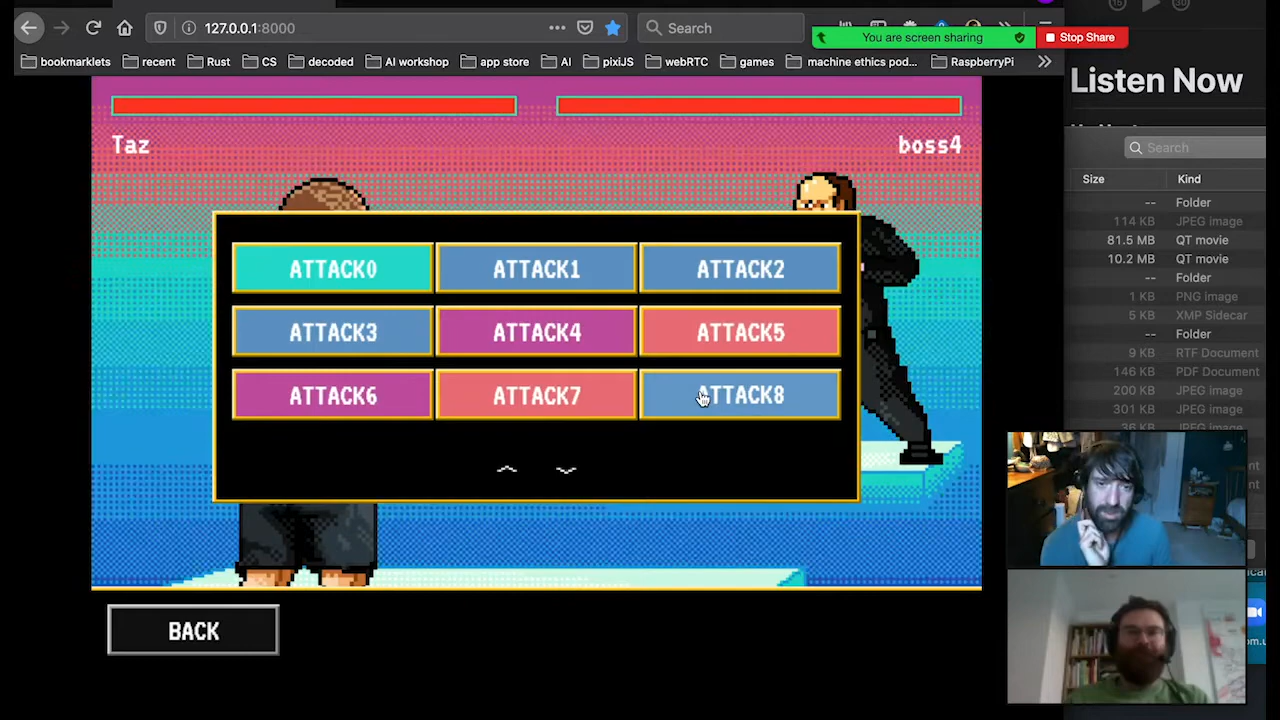 127.0.0.1:8000
Search
You are screen sharing
Stop Share
bookmarklets recent Rust CS decoded AI workshop app store AI pixiJS webRTC games machine ethics pod... RaspberryPi
Listen Now
Search
Size Kind
Taz boss4
-- Folder
114 KB JPEG image
81.5 MB QT movie
10.2 MB QT movie
-- Folder
1 KB PNG image
5 KB XMP Sidecar
-- Folder
9 KB RTF Document
146 KB PDF Document
200 KB JPEG image
301 KB JPEG image
36 KB JPEG image
ATTACK0 ATTACK1 ATTACK2
ATTACK3 ATTACK4 ATTACK5
ATTACK6 ATTACK7 ATTACK8
BACK